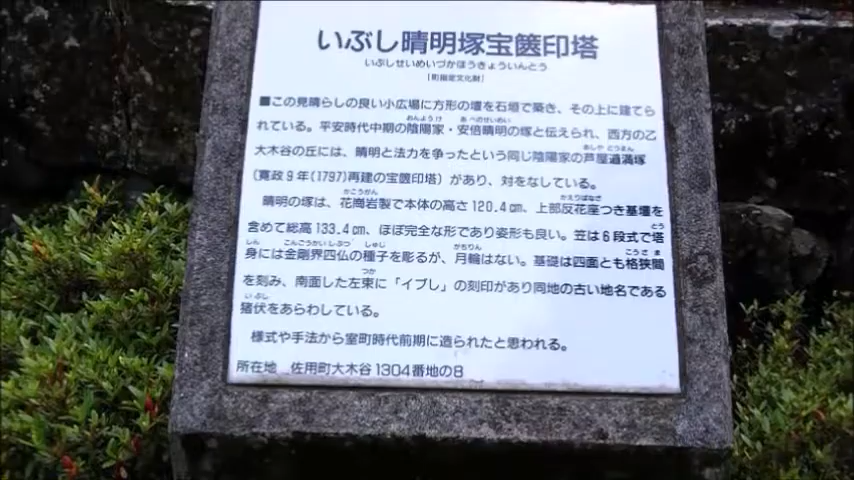 いぶし晴明塚宝篋印塔
(いぶしせいめいづかほうきょういんとう)
[町指定文化財]
■この見晴らしの良い小広場に方形の壇を石垣で築き、その上に建てら
れている。平安時代中期の陰陽家・安倍晴明の塚と伝えられ、西方の乙
大木谷の丘には、晴明と法力を争ったという同じ陰陽家の芦屋道満塚
(寛政9年(1797)再建の宝篋印塔)があり、対をなしている。
晴明の塚は、花崗岩製で本体の高さ120.4cm、上部反花座つき基壇を
含めて総高133.4cm、ほぼ完全な形であり姿形も良い。笠は6段式で塔
身には金剛界四仏の種子を彫るが、月輪はない。基礎は四面とも格狭間
を刻み、南面した左束に「イブし」の刻印があり同地の古い地名である
猪伏をあらわしている。
様式や手法から室町時代前期に造られたと思われる。
所在地 佐用町大木谷1304番地の8